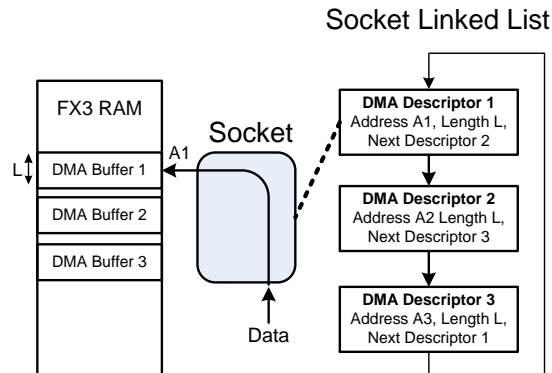 Socket Linked List
FX3 RAM
L
DMA Buffer 1
DMA Buffer 2
DMA Buffer 3
Socket
A1
Data
DMA Descriptor 1
Address A1, Length L,
Next Descriptor 2
DMA Descriptor 2
Address A2 Length L,
Next Descriptor 3
DMA Descriptor 3
Address A3, Length L,
Next Descriptor 1